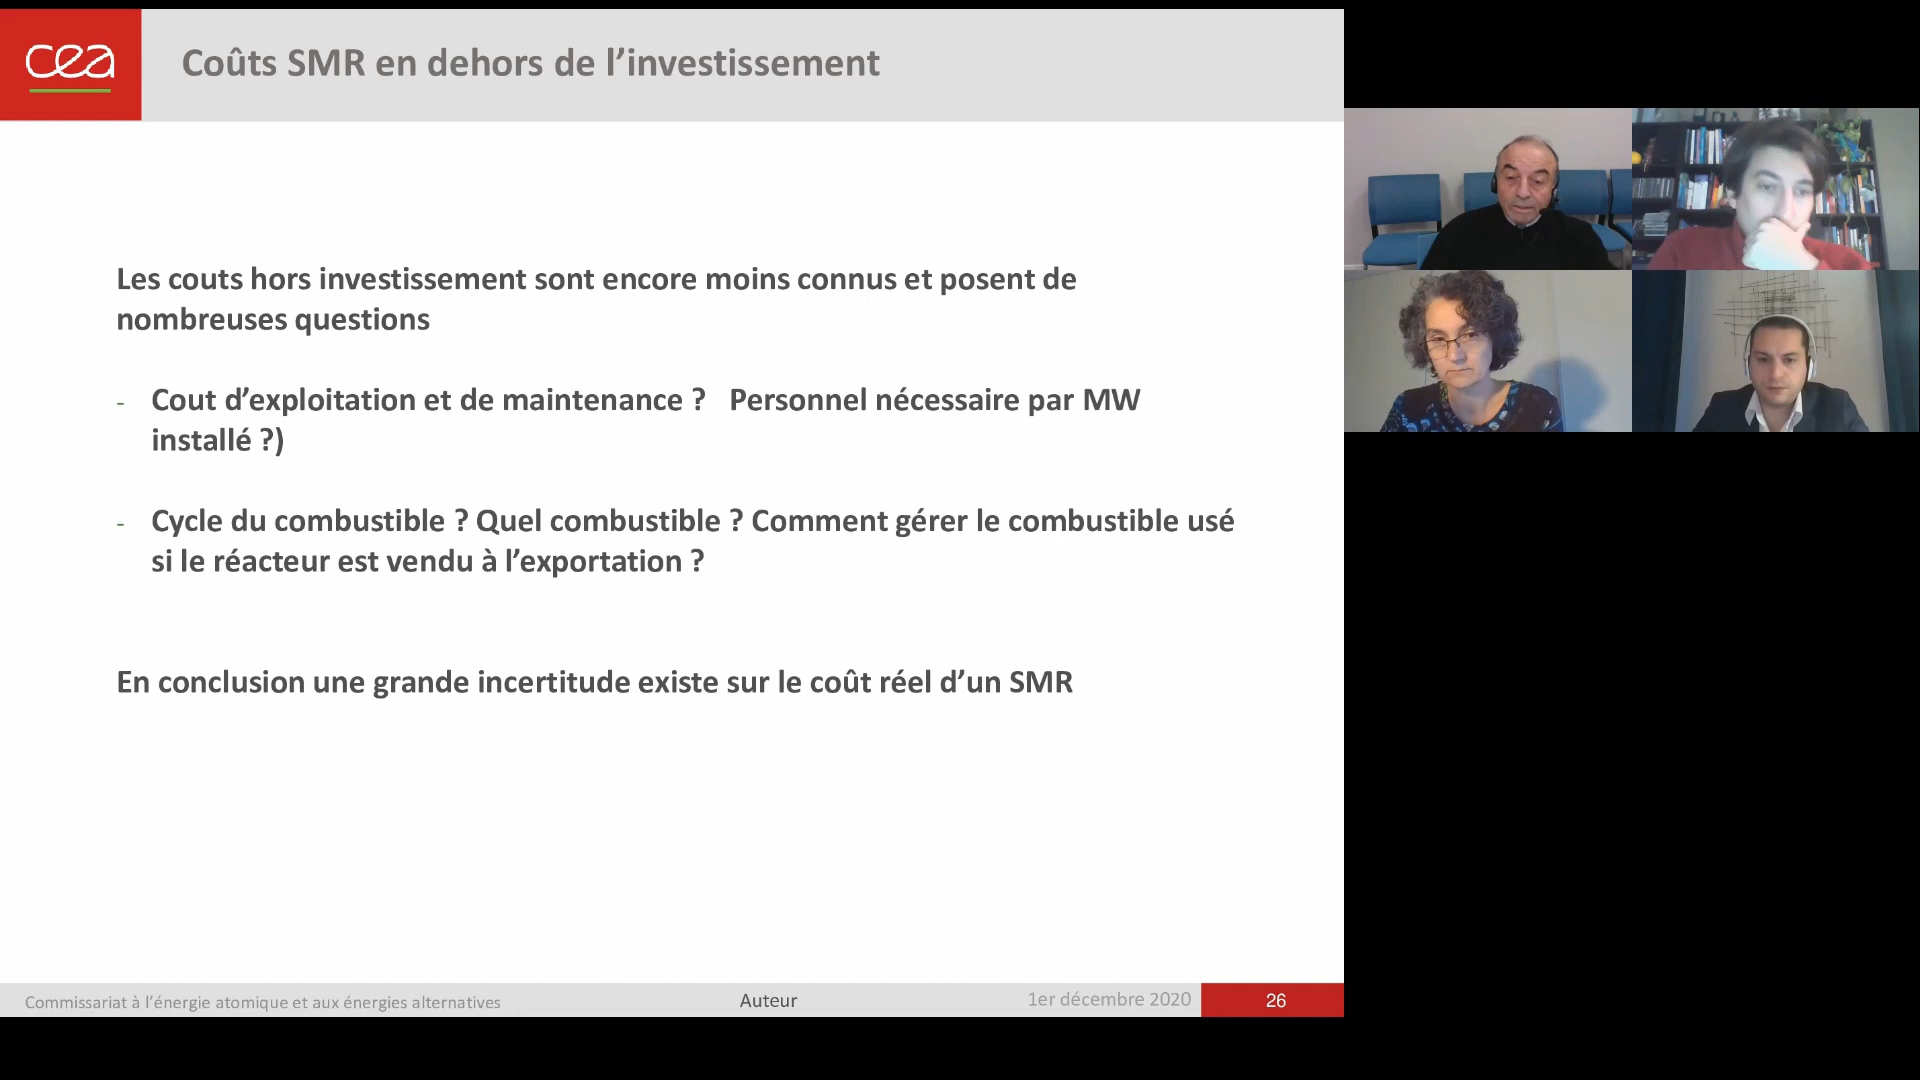 cea
Coûts SMR en dehors de l’investissement
Les couts hors investissement sont encore moins connus et posent de
nombreuses questions
- Cout d’exploitation et de maintenance ? Personnel nécessaire par MW
installé ?)
- Cycle du combustible ? Quel combustible ? Comment gérer le combustible usé
si le réacteur est vendu à l’exportation ?
En conclusion une grande incertitude existe sur le coût réel d’un SMR
Commissariat à l’énergie atomique et aux énergies alternatives
Auteur
1er décembre 2020
26